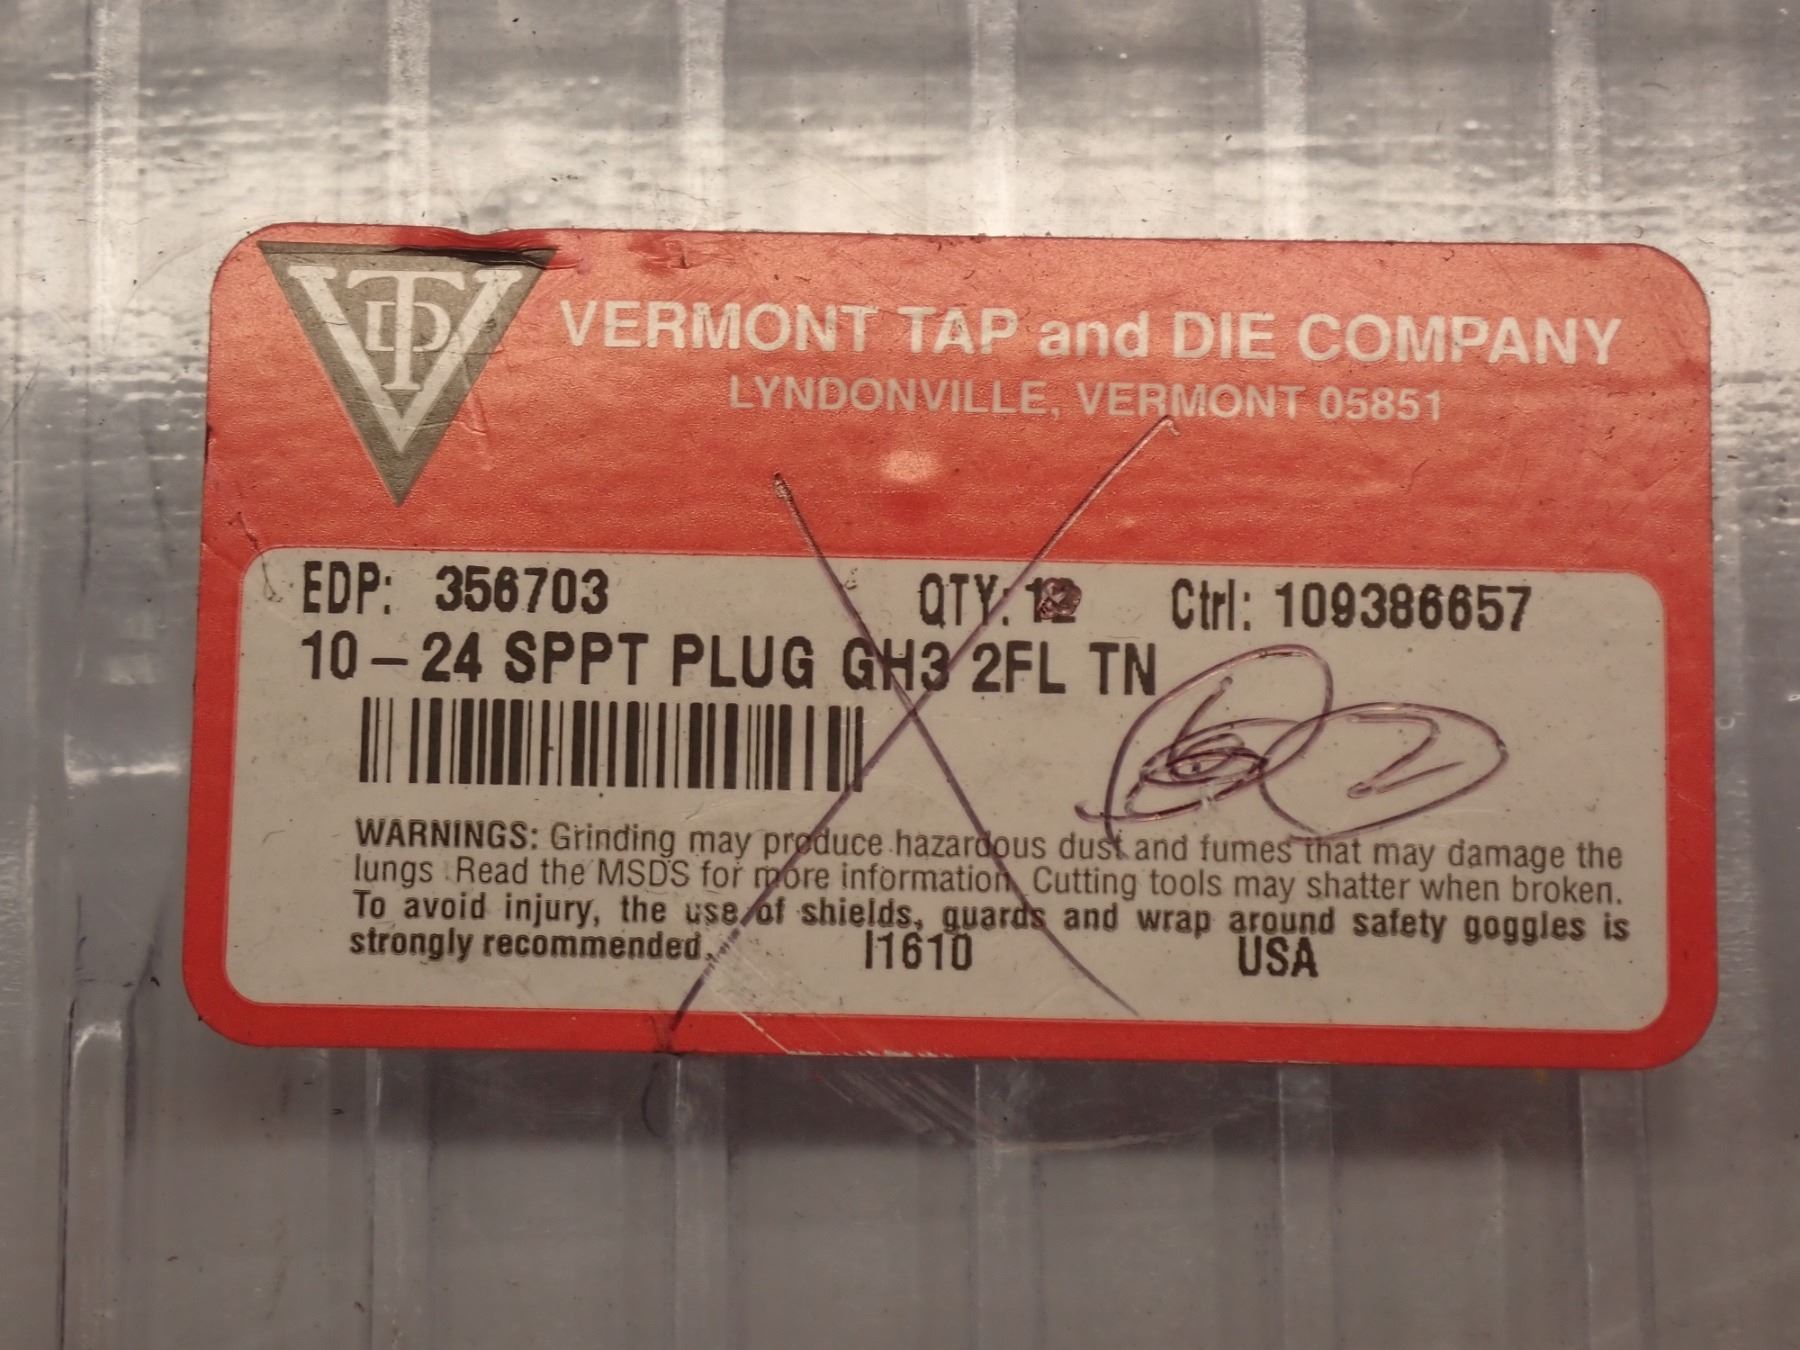 VTD
VERMONT TAP and DIE COMPANY
LYNDONVILLE, VERMONT 05851
EDP: 356703 QTY: 12 Ctrl: 109386657
10-24 SPPT PLUG GH3 2FL TN
WARNINGS: Grinding may produce hazardous dust and fumes that may damage the
lungs. Read the MSDS for more information. Cutting tools may shatter when broken.
To avoid injury, the use of shields, guards and wrap around safety goggles is
strongly recommended. I1610 USA